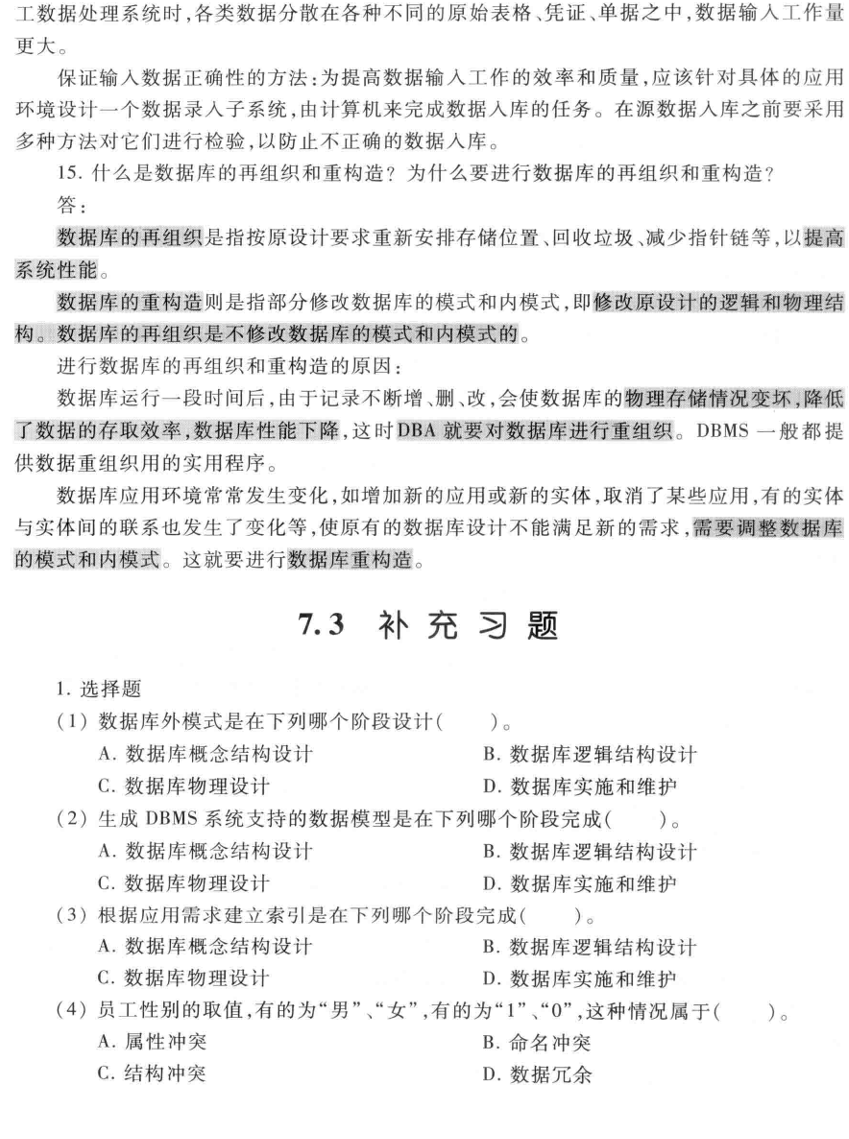 工数据处理系统时,各类数据分散在各种不同的原始表格、凭证、单据之中,数据输入工作量
更大。
保证输入数据正确性的方法:为提高数据输入工作的效率和质量,应该针对具体的应用
环境设计一个数据录入子系统,由计算机来完成数据入库的任务。在源数据入库之前要采用
多种方法对它们进行检验,以防止不正确的数据入库。
15. 什么是数据库的再组织和重构造? 为什么要进行数据库的再组织和重构造?
答:
数据库的再组织是指按原设计要求重新安排存储位置、回收垃圾、减少指针链等,以提高
系统性能。
数据库的重构造则是指部分修改数据库的模式和内模式,即修改原设计的逻辑和物理结
构。数据库的再组织是不修改数据库的模式和内模式的。
进行数据库的再组织和重构造的原因:
数据库运行一段时间后,由于记录不断增、删、改,会使数据库的物理存储情况变坏,降低
了数据的存取效率,数据库性能下降,这时 DBA 就要对数据库进行重组织。DBMS 一般都提
供数据重组织用的实用程序。
数据库应用环境常常发生变化,如增加新的应用或新的实体,取消了某些应用,有的实体
与实体间的联系也发生了变化等,使原有的数据库设计不能满足新的需求,需要调整数据库
的模式和内模式。这就要进行数据库重构造。
7.3 补充习题
1. 选择题
(1) 数据库外模式是在下列哪个阶段设计( )。
A. 数据库概念结构设计 B. 数据库逻辑结构设计
C. 数据库物理设计 D. 数据库实施和维护
(2) 生成 DBMS 系统支持的数据模型是在下列哪个阶段完成( )。
A. 数据库概念结构设计 B. 数据库逻辑结构设计
C. 数据库物理设计 D. 数据库实施和维护
(3) 根据应用需求建立索引是在下列哪个阶段完成( )。
A. 数据库概念结构设计 B. 数据库逻辑结构设计
C. 数据库物理设计 D. 数据库实施和维护
(4) 员工性别的取值,有的为“男”、“女”,有的为“1”、“0”,这种情况属于( )。
A. 属性冲突 B. 命名冲突
C. 结构冲突 D. 数据冗余